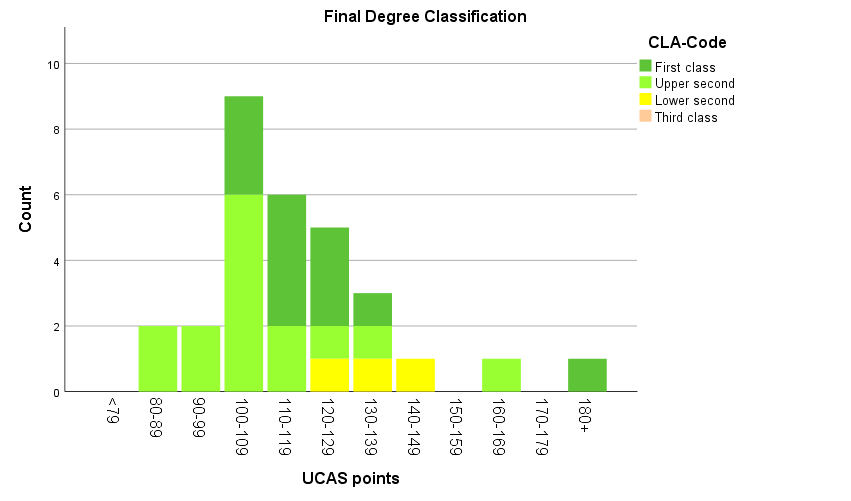 Final Degree Classification
CLA-Code
First class
Upper second
Lower second
Third class
Count
10
8
6
4
2
0
<79
80-89
90-99
100-109
110-119
120-129
130-139
140-149
150-159
160-169
170-179
180+
UCAS points